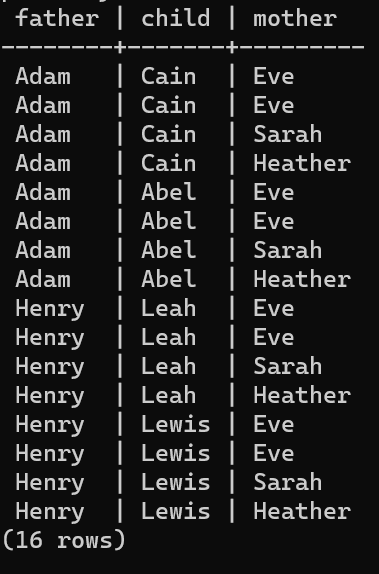 father | child | mother
--------+-------+---------
Adam | Cain | Eve
Adam | Cain | Eve
Adam | Cain | Sarah
Adam | Cain | Heather
Adam | Abel | Eve
Adam | Abel | Eve
Adam | Abel | Sarah
Adam | Abel | Heather
Henry | Leah | Eve
Henry | Leah | Eve
Henry | Leah | Sarah
Henry | Leah | Heather
Henry | Lewis | Eve
Henry | Lewis | Eve
Henry | Lewis | Sarah
Henry | Lewis | Heather
(16 rows)